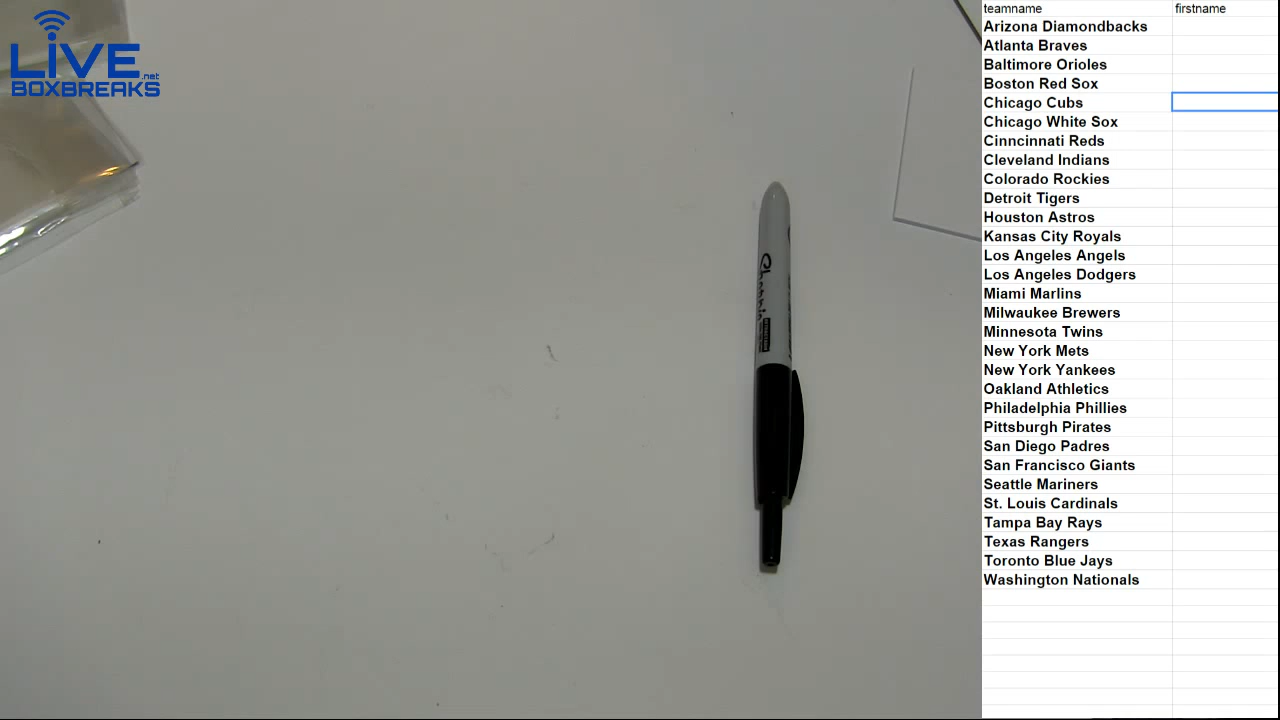 LIVE
.net
BOXBREAKS
teamname firstname
Arizona Diamondbacks
Atlanta Braves
Baltimore Orioles
Boston Red Sox
Chicago Cubs
Chicago White Sox
Cinncinnati Reds
Cleveland Indians
Colorado Rockies
Detroit Tigers
Houston Astros
Kansas City Royals
Los Angeles Angels
Los Angeles Dodgers
Miami Marlins
Milwaukee Brewers
Minnesota Twins
New York Mets
New York Yankees
Oakland Athletics
Philadelphia Phillies
Pittsburgh Pirates
San Diego Padres
San Francisco Giants
Seattle Mariners
St. Louis Cardinals
Tampa Bay Rays
Texas Rangers
Toronto Blue Jays
Washington Nationals